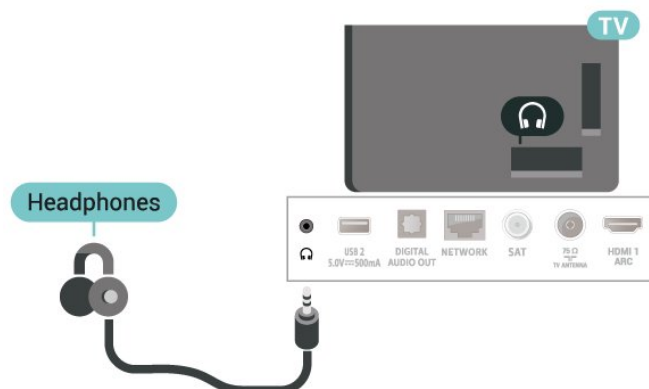 TV
Headphones
USB 2
5.0V⎓500mA
DIGITAL
AUDIO OUT
NETWORK
SAT
75 Ω
TV ANTENNA
HDMI 1
ARC